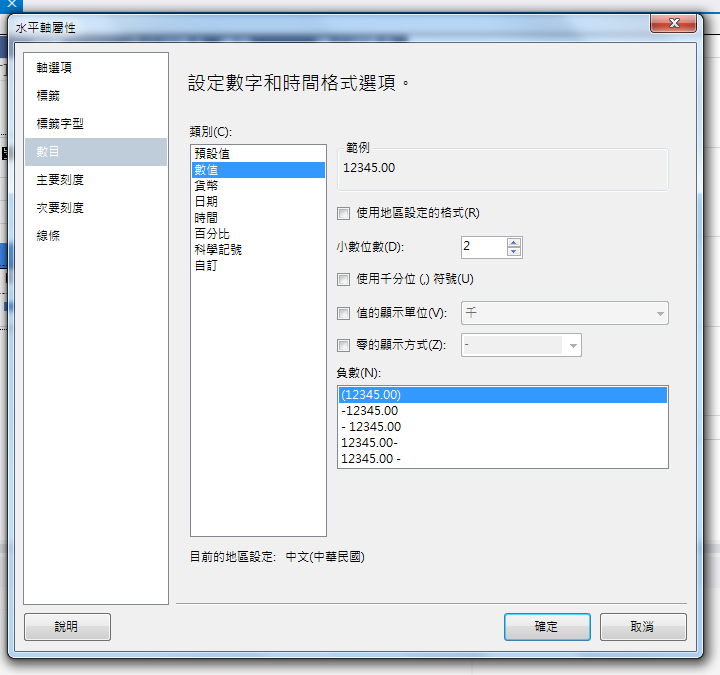 水平軸屬性
軸選項
標籤
標籤字型
數目
主要刻度
次要刻度
線條
設定數字和時間格式選項。
類別(C):
預設值
數值
貨幣
日期
時間
百分比
科學記號
自訂
範例
12345.00
使用地區設定的格式(R)
小數位數(D):
2
使用千分位 (,) 符號(U)
值的顯示單位(V):
千
零的顯示方式(Z):
-
負數(N):
(12345.00)
-12345.00
- 12345.00
12345.00-
12345.00 -
目前的地區設定: 中文(中華民國)
說明
確定
取消